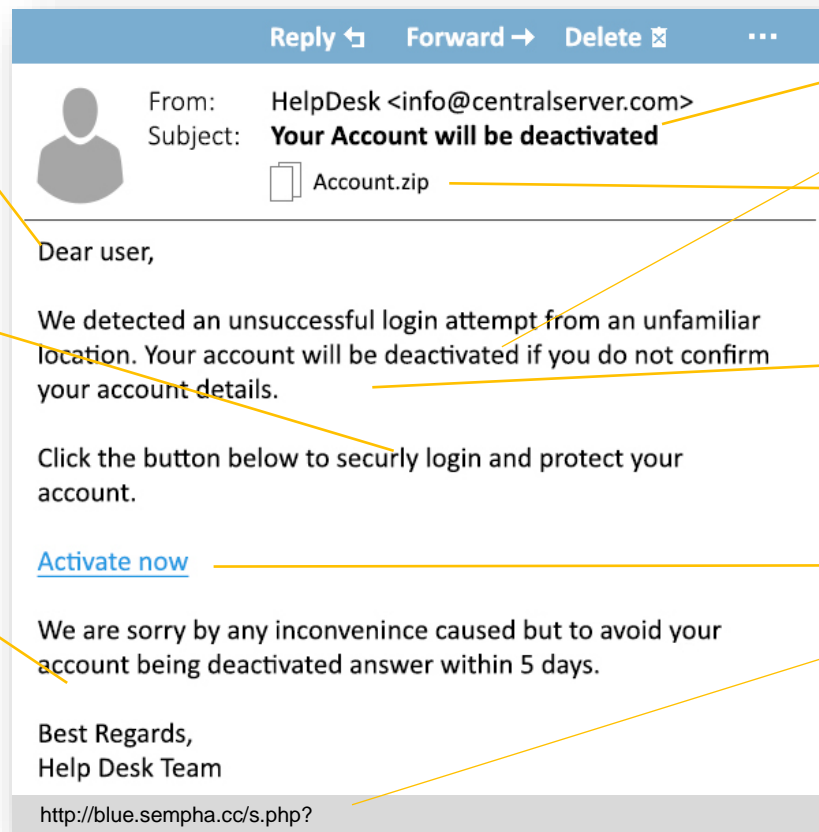 Reply Forward Delete ...
From: HelpDesk <info@centralserver.com>
Subject: Your Account will be deactivated
Account.zip
Dear user,
We detected an unsuccessful login attempt from an unfamiliar
location. Your account will be deactivated if you do not confirm
your account details.
Click the button below to securly login and protect your
account.
Activate now
We are sorry by any inconvenince caused but to avoid your
account being deactivated answer within 5 days.
Best Regards,
Help Desk Team
http://blue.sempha.cc/s.php?